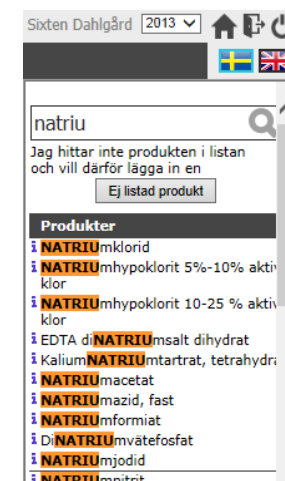 Sixten Dahlgård 2013
natriu
Jag hittar inte produkten i listan
och vill därför lägga in en
Ej listad produkt
Produkter
i NATRIUmklorid
i NATRIUmhypoklorit 5%-10% aktiv
klor
i NATRIUmhypoklorit 10-25 % aktiv
klor
i EDTA diNATRIUmsalt dihydrat
i KaliumNATRIUmtartrat, tetrahydra
i NATRIUmacetat
i NATRIUmazid, fast
i NATRIUmformiat
i DiNATRIUmvätefosfat
i NATRIUmjodid
i NATRIUmnitrit